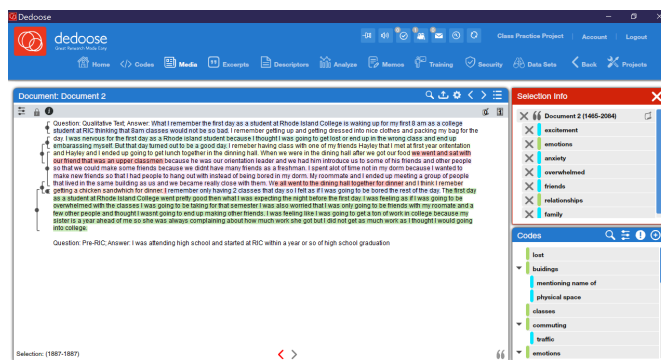 Dedoose
dedoose
Great Research Made Easy
Class Practice Project
Account
Logout
Home
Codes
Media
Excerpts
Descriptors
Analyze
Memos
Training
Security
Data Sets
Back
Projects
Document: Document 2
Question: Qualitative Text; Answer: What I remember the first day as a student at Rhode Island College is waking up for my first 8 am as a college
student at RIC thinking that 8am classes would not be so bad. I remember getting up and getting dressed into nice clothes and packing my bag for the
day. I was nervous for the first day as a Rhode Island student because I thought I was going to get lost or end up in the wrong class and end up
embarrassing myself. But that day turned out to be a good day. I remeber having class with one of my friends Hayley that I met at first year oritentation
and Hayley and I ended up going to get lunch together in the dinning hall. When we were in the dining hall after we got our food we went and sat with
our friend that was an upper classmen because he was our orientation leader and we had him introduce us to some of his friends and other people
so that we could make some friends because we didnt have many friends as a freshman. I spent alot of time not in my dorm because I wanted to
make new friends so that I had people to hang out with instead of being bored in my dorm. My roommate and I ended up meeting a group of people
that lived in the same building as us and we became really close with them. We all went to the dining hall together for dinner and I think I remeber
getting a chicken sandwhich for dinner. I remember only having 2 classes that day so I felt as if I was going to be bored the rest of the day. The first day
as a student at Rhode Island College went pretty good then what I was expecting the night before the first day. I was feeling as if I was going to be
overwhelmed with the classes I was going to be taking for that semester I was also worried that I was only going to be friends with my roomate and a
few other people and thought I wasnt going to end up making other friends. I was feeling like I was going to get a ton of work in college because my
sister is a year ahead of me so she was always complaining about how much work she got but I did not get as much work as I thought I would going
into college.
Question: Pre-RIC; Answer: I was attending high school and started at RIC within a year or so of high school graduation
Selection: (1887-1887)
Selection Info
Document 2 (1465-2084)
excitement
emotions
anxiety
overwhelmed
friends
relationships
family
Codes
lost
buidings
mentioning name of
physical space
classes
commuting
traffic
emotions